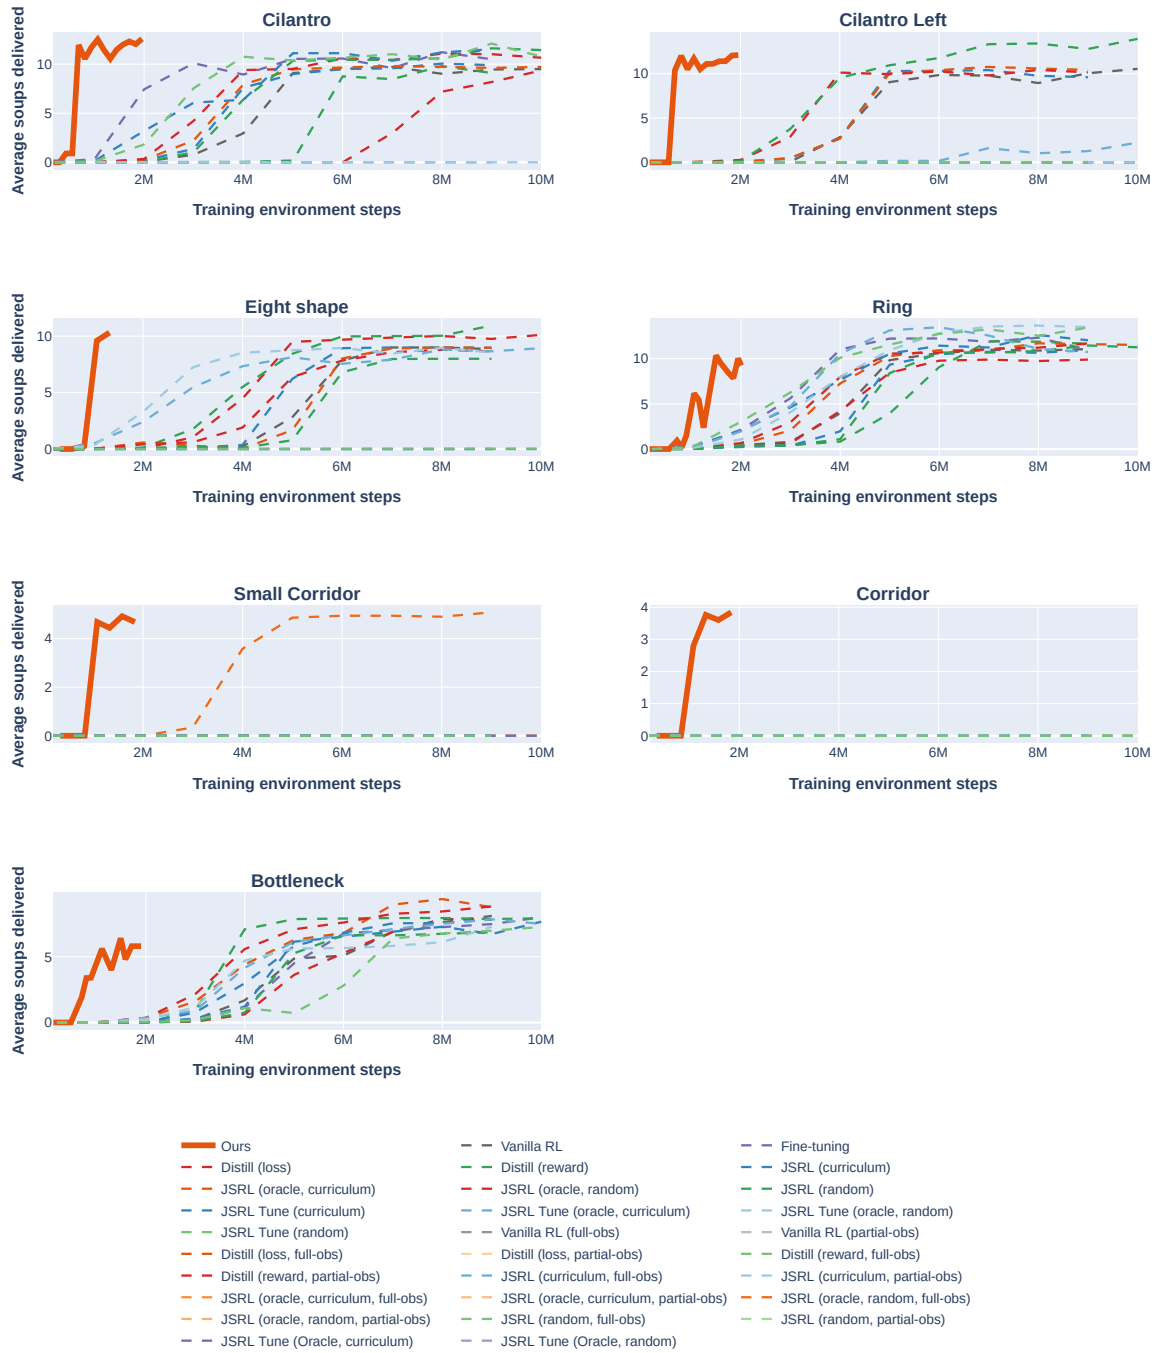 Cilantro
Cilantro Left
Average soups delivered
10
5
0
2M 4M 6M 8M 10M
10
5
0
2M 4M 6M 8M 10M
Training environment steps
Training environment steps
Eight shape
Ring
Average soups delivered
10
5
0
2M 4M 6M 8M 10M
10
5
0
2M 4M 6M 8M 10M
Training environment steps
Training environment steps
Small Corridor
Corridor
Average soups delivered
4
2
0
2M 4M 6M 8M 10M
4
3
2
1
0
2M 4M 6M 8M 10M
Training environment steps
Training environment steps
Bottleneck
Average soups delivered
5
0
2M 4M 6M 8M 10M
Training environment steps
Ours
Vanilla RL
Fine-tuning
Distill (loss)
Distill (reward)
JSRL (curriculum)
JSRL (oracle, curriculum)
JSRL (oracle, random)
JSRL (random)
JSRL Tune (curriculum)
JSRL Tune (oracle, curriculum)
JSRL Tune (oracle, random)
JSRL Tune (random)
Vanilla RL (full-obs)
Vanilla RL (partial-obs)
Distill (loss, full-obs)
Distill (loss, partial-obs)
Distill (reward, full-obs)
Distill (reward, partial-obs)
JSRL (curriculum, full-obs)
JSRL (curriculum, partial-obs)
JSRL (oracle, curriculum, full-obs)
JSRL (oracle, curriculum, partial-obs)
JSRL (oracle, random, full-obs)
JSRL (oracle, random, partial-obs)
JSRL (random, full-obs)
JSRL (random, partial-obs)
JSRL Tune (Oracle, curriculum)
JSRL Tune (Oracle, random)